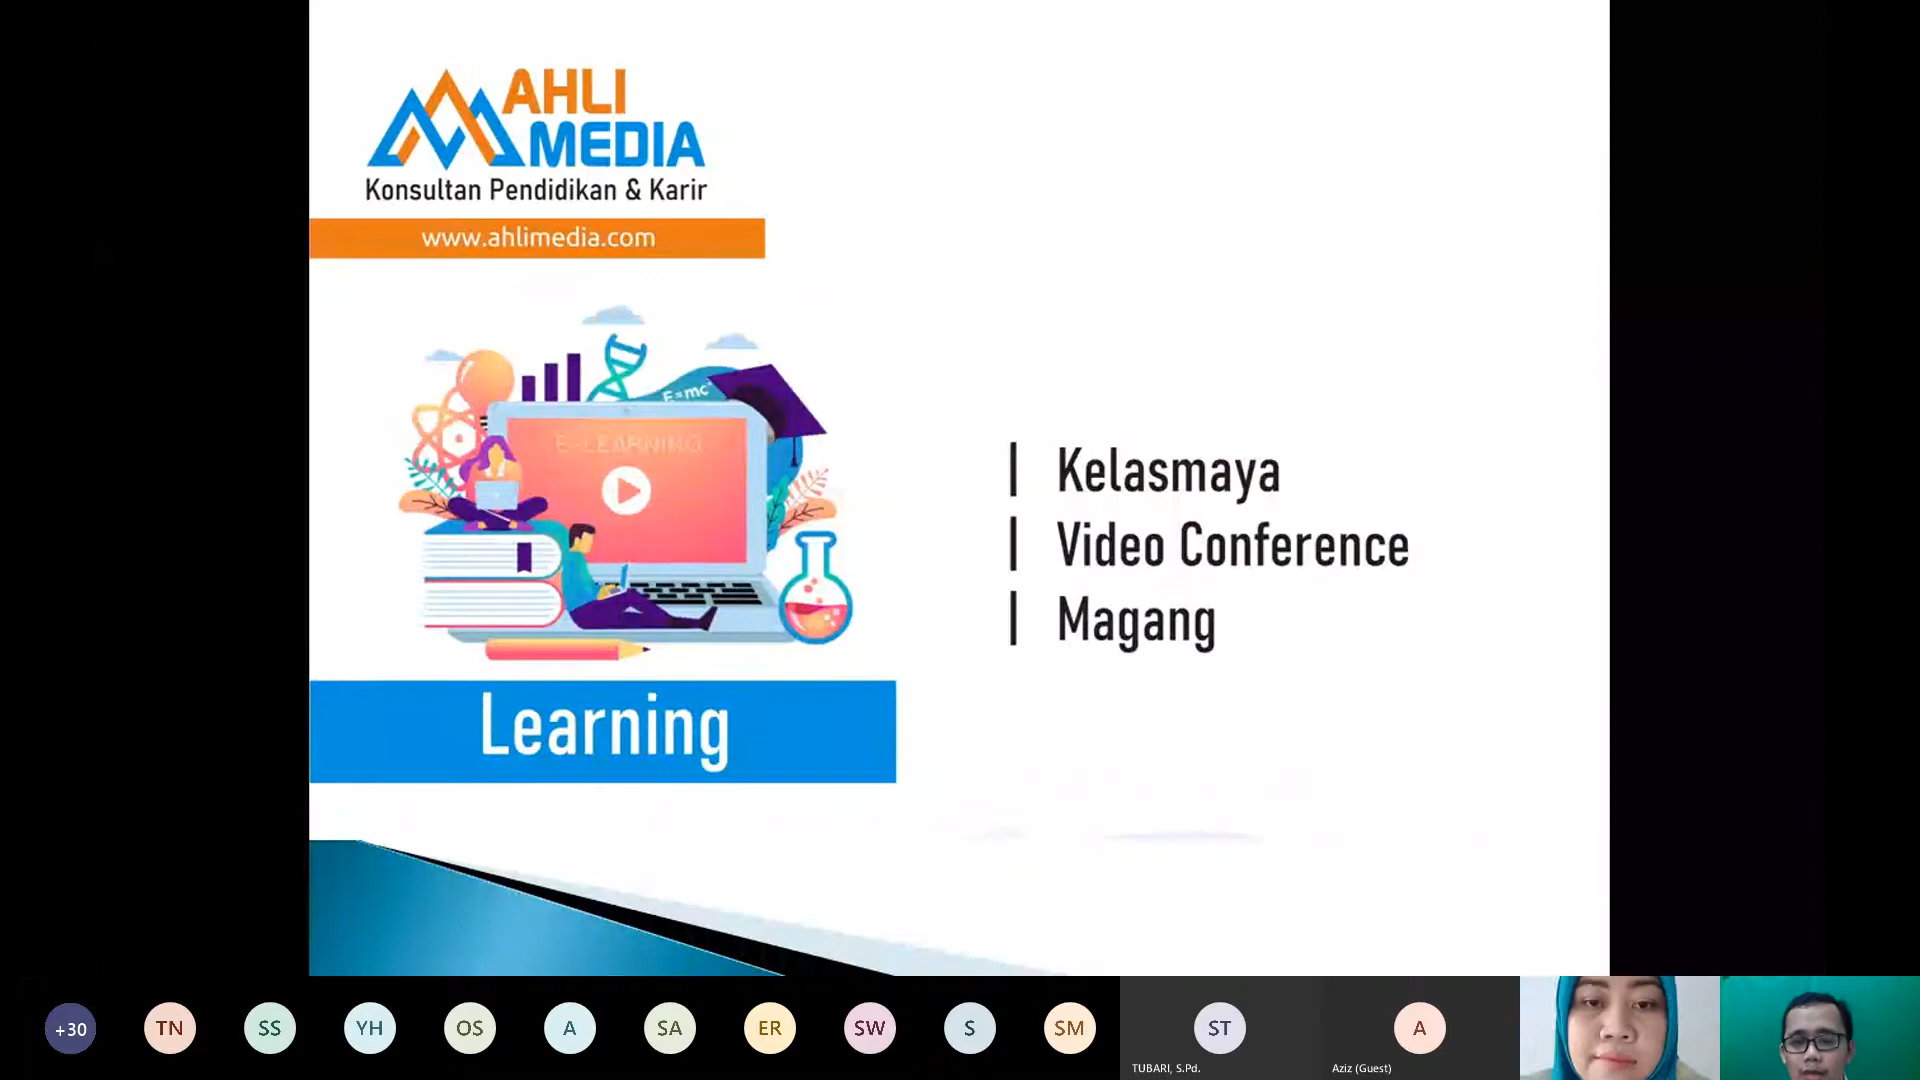 AHLI
MEDIA
Konsultan Pendidikan & Karir
www.ahlimedia.com
E=mc²
E-LEARNING
Learning
Kelasmaya
Video Conference
Magang
+30
TN
SS
YH
OS
A
SA
ER
SW
S
SM
ST
TUBARI, S.Pd.
A
Aziz (Guest)